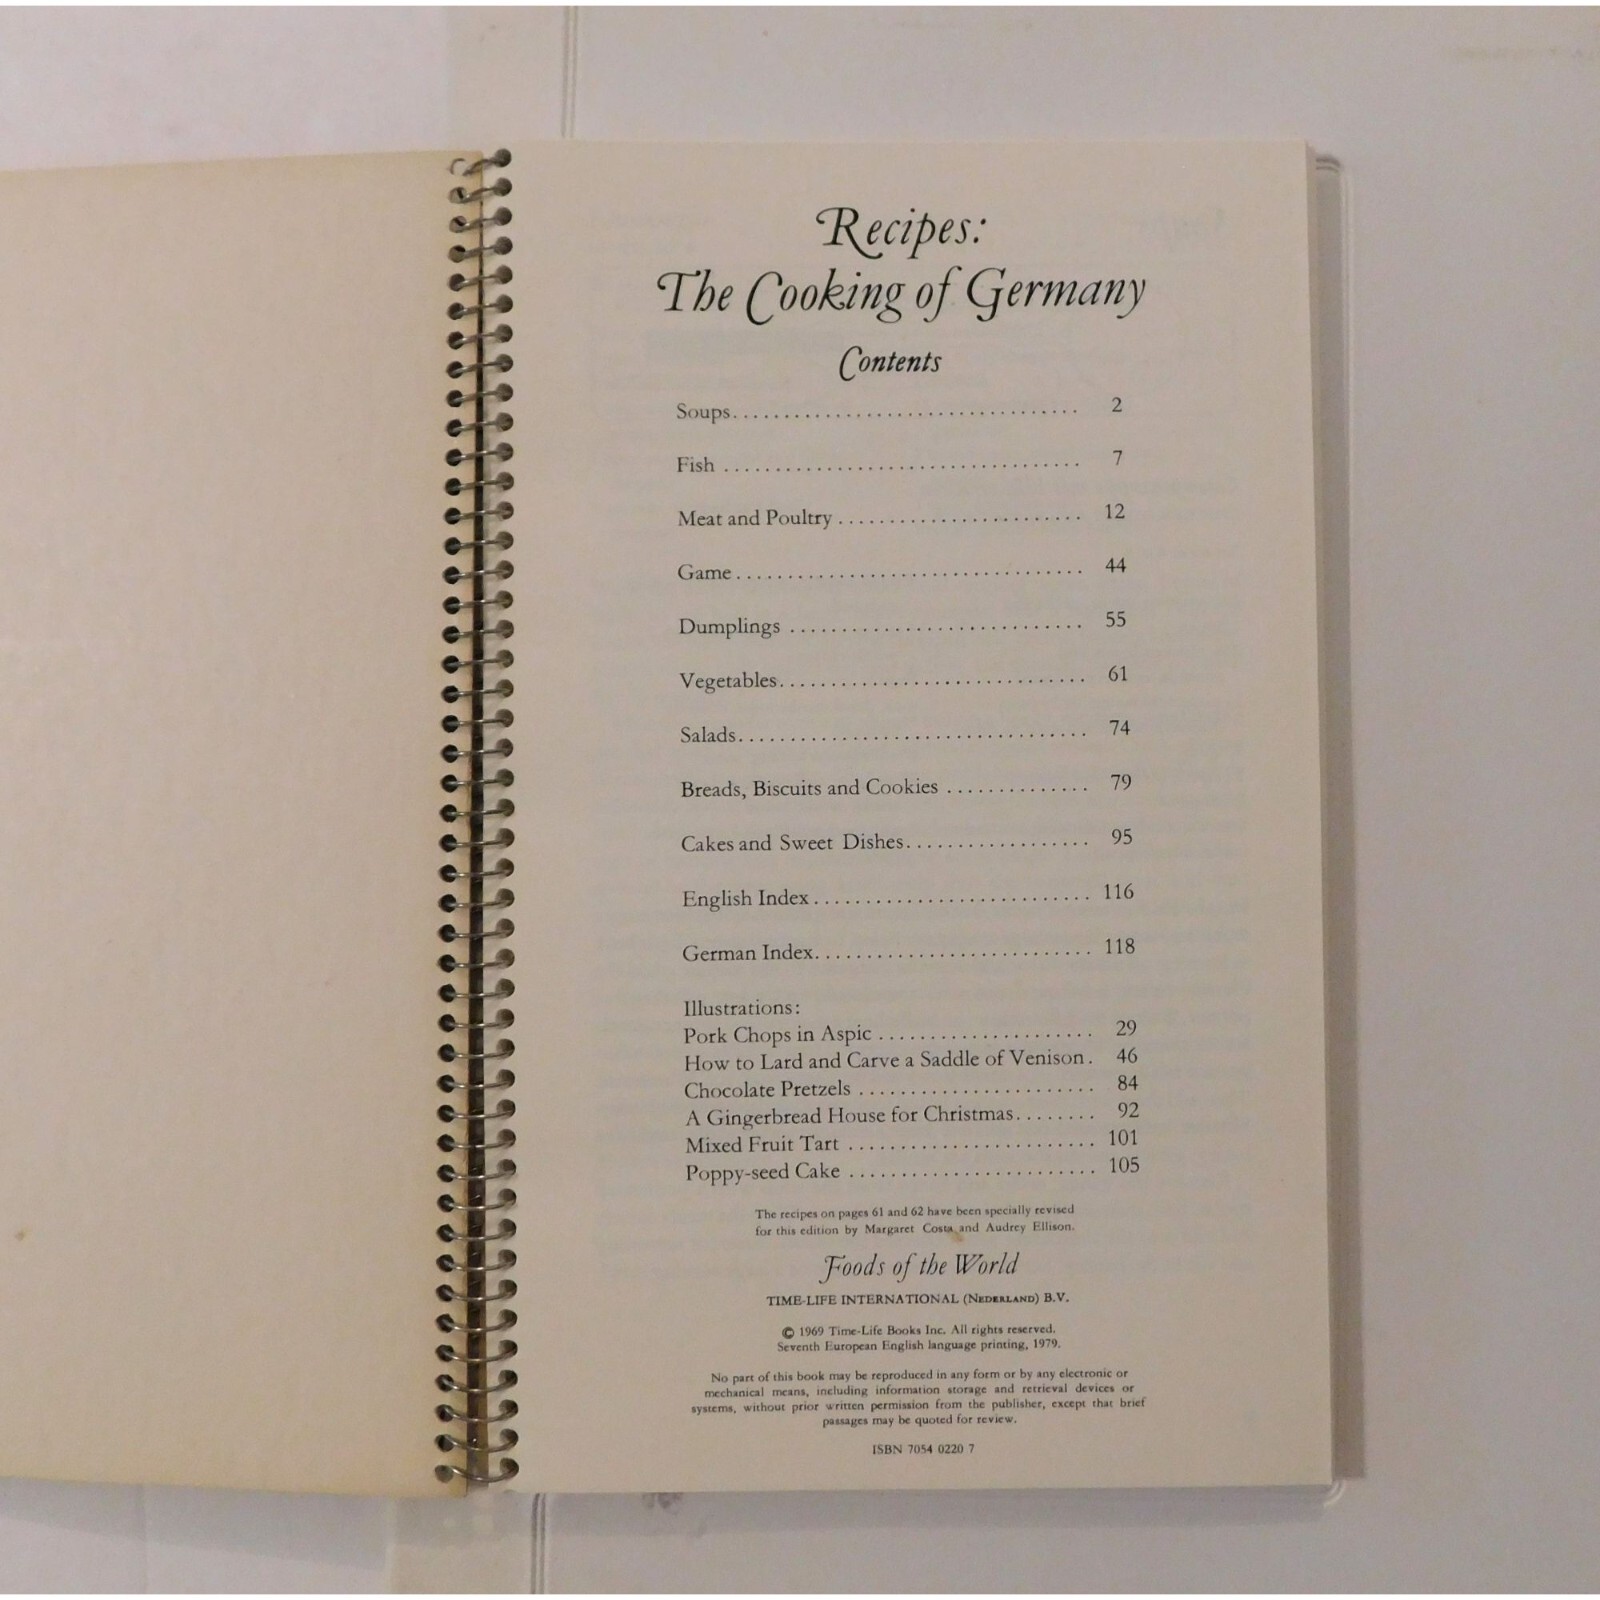 Recipes:
The Cooking of Germany
Contents
Soups.................................. 2
Fish ................................... 7
Meat and Poultry ........................ 12
Game.................................. 44
Dumplings ............................. 55
Vegetables.............................. 61
Salads.................................. 74
Breads, Biscuits and Cookies .............. 79
Cakes and Sweet Dishes.................. 95
English Index........................... 116
German Index........................... 118
Illustrations:
Pork Chops in Aspic ..................... 29
How to Lard and Carve a Saddle of Venison. 46
Chocolate Pretzels ....................... 84
A Gingerbread House for Christmas........ 92
Mixed Fruit Tart ........................ 101
Poppy-seed Cake ........................ 105
The recipes on pages 61 and 62 have been specially revised
for this edition by Margaret Costa and Audrey Ellison.
Foods of the World
TIME-LIFE INTERNATIONAL (NEDERLAND) B.V.
© 1969 Time-Life Books Inc. All rights reserved.
Seventh European English language printing, 1979.
No part of this book may be reproduced in any form or by any electronic or
mechanical means, including information storage and retrieval devices or
systems, without prior written permission from the publisher, except that brief
passages may be quoted for review.
ISBN 7054 0220 7